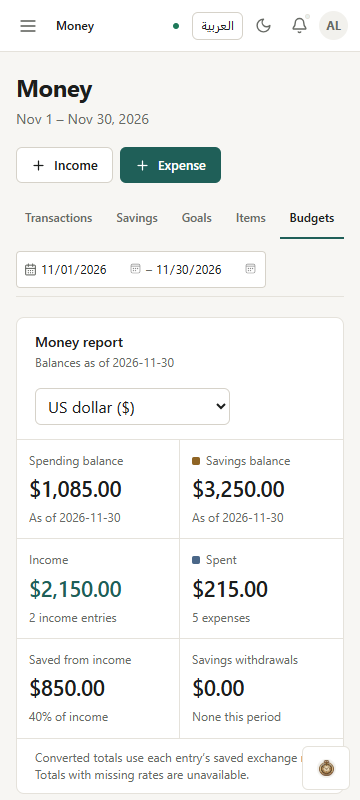 Money
العربية
AL
Money
Nov 1 – Nov 30, 2026
+ Income
+ Expense
Transactions
Savings
Goals
Items
Budgets
11/01/2026 – 11/30/2026
Money report
Balances as of 2026-11-30
US dollar ($)
Spending balance
$1,085.00
As of 2026-11-30
Savings balance
$3,250.00
As of 2026-11-30
Income
$2,150.00
2 income entries
Spent
$215.00
5 expenses
Saved from income
$850.00
40% of income
Savings withdrawals
$0.00
None this period
Converted totals use each entry's saved exchange
Totals with missing rates are unavailable.